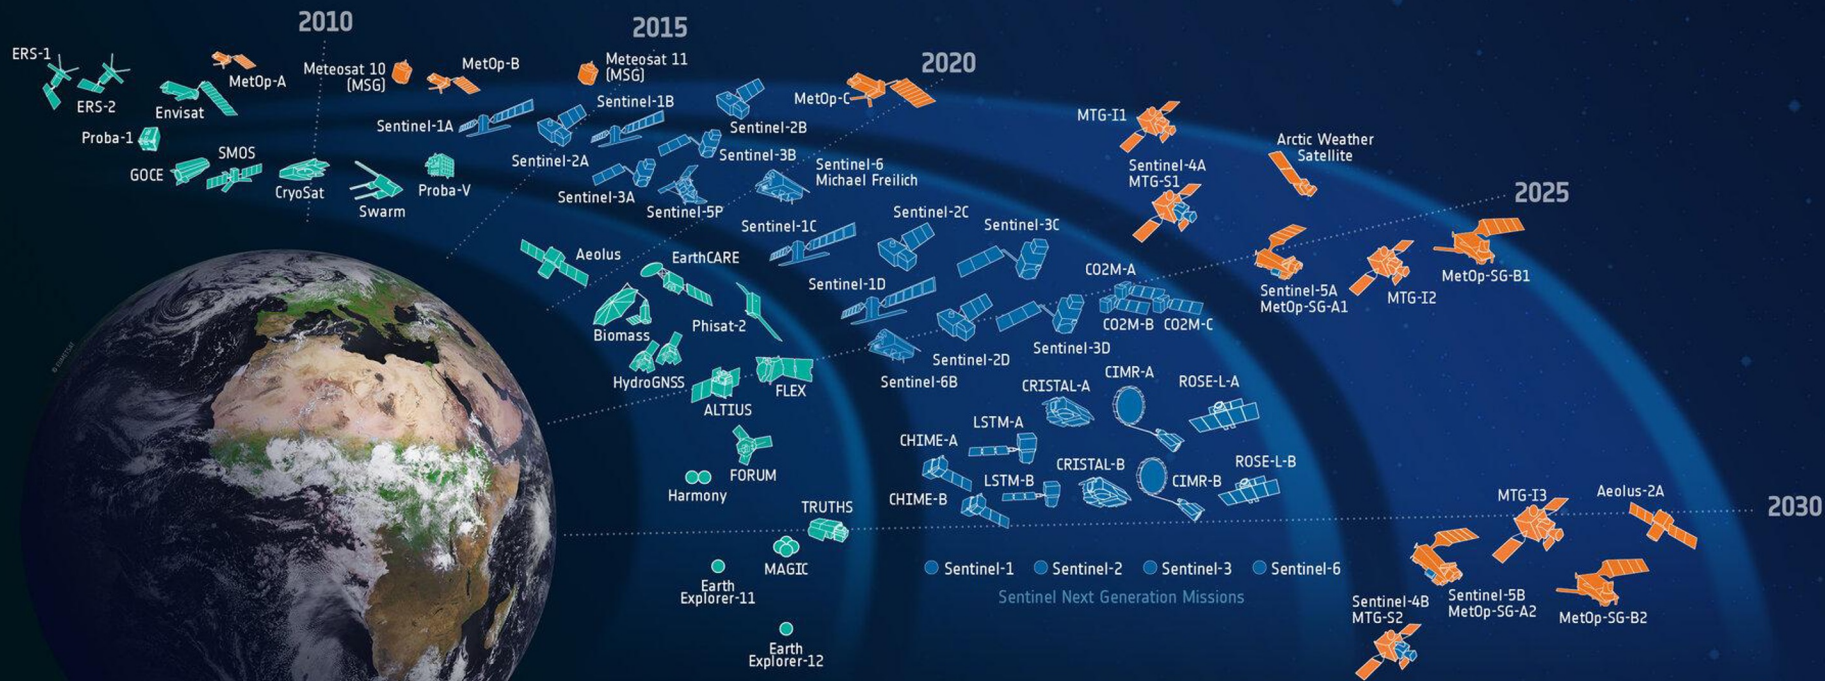 2010
2015
2020
2025
2030
ERS-1
ERS-2
MetOp-A
Envisat
Proba-1
GOCE
SMOS
CryoSat
Swarm
Proba-V
Meteosat 10
(MSG)
MetOp-B
Meteosat 11
(MSG)
MetOp-C
Sentinel-1A
Sentinel-1B
Sentinel-2A
Sentinel-2B
Sentinel-3A
Sentinel-3B
Sentinel-5P
Sentinel-6
Michael Freilich
Sentinel-1C
Sentinel-2C
Sentinel-3C
Sentinel-1D
Sentinel-2D
Sentinel-3D
Sentinel-6B
CO2M-A
CO2M-B
CO2M-C
MTG-I1
Sentinel-4A
MTG-S1
Arctic Weather
Satellite
Sentinel-5A
MetOp-SG-A1
MTG-I2
MetOp-SG-B1
Aeolus
EarthCARE
Biomass
Phisat-2
HydroGNSS
ALTIUS
FLEX
FORUM
Harmony
TRUTHS
MAGIC
Earth
Explorer-11
Earth
Explorer-12
CHIME-A
LSTM-A
CRISTAL-A
CIMR-A
ROSE-L-A
CHIME-B
LSTM-B
CRISTAL-B
CIMR-B
ROSE-L-B
Sentinel-1
Sentinel-2
Sentinel-3
Sentinel-6
Sentinel Next Generation Missions
MTG-I3
Aeolus-2A
Sentinel-5B
MetOp-SG-A2
MetOp-SG-B2
Sentinel-4B
MTG-S2